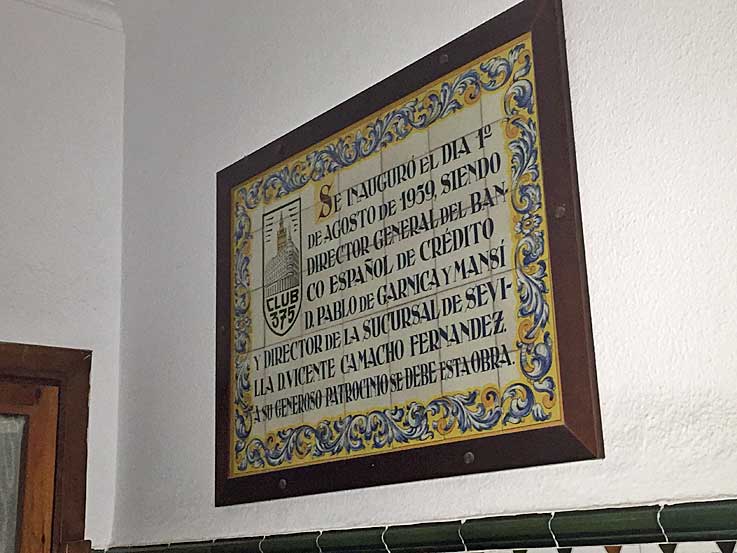 SE INAUGURÓ EL DIA 1º
DE AGOSTO DE 1959, SIENDO
DIRECTOR GENERAL DEL BAN-
CO ESPAÑOL DE CRÉDITO
D. PABLO DE GARNICA Y MANSÍ
Y DIRECTOR DE LA SUCURSAL DE SEVI-
LLA D. VICENTE CAMACHO FERNANDEZ.
A SU GENEROSO PATROCINIO SE DEBE ESTA OBRA.
CLUB
375